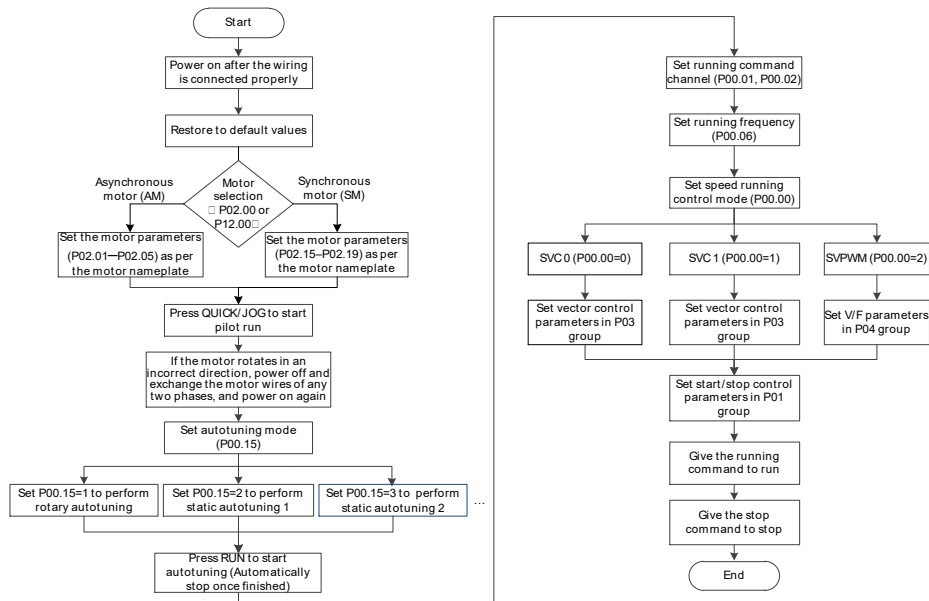 Start
Power on after the wiring
is connected properly
Restore to default values
Asynchronous
motor (AM)
Motor
selection
□ P02.00 or
P12.00□
Synchronous
motor (SM)
Set the motor parameters
(P02.01—P02.05) as per
the motor nameplate
Set the motor parameters
(P02.15–P02.19) as per
the motor nameplate
Press QUICK/JOG to start
pilot run
If the motor rotates in an
incorrect direction, power off and
exchange the motor wires of any
two phases, and power on again
Set autotuning mode
(P00.15)
Set P00.15=1 to perform
rotary autotuning
Set P00.15=2 to perform
static autotuning 1
Set P00.15=3 to perform
static autotuning 2
...
Press RUN to start
autotuning (Automatically
stop once finished)
Set running command
channel (P00.01, P00.02)
Set running frequency
(P00.06)
Set speed running
control mode (P00.00)
SVC 0 (P00.00=0)
SVC 1 (P00.00=1)
SVPWM (P00.00=2)
Set vector control
parameters in P03
group
Set vector control
parameters in P03
group
Set V/F parameters
in P04 group
Set start/stop control
parameters in P01
group
Give the running
command to run
Give the stop
command to stop
End